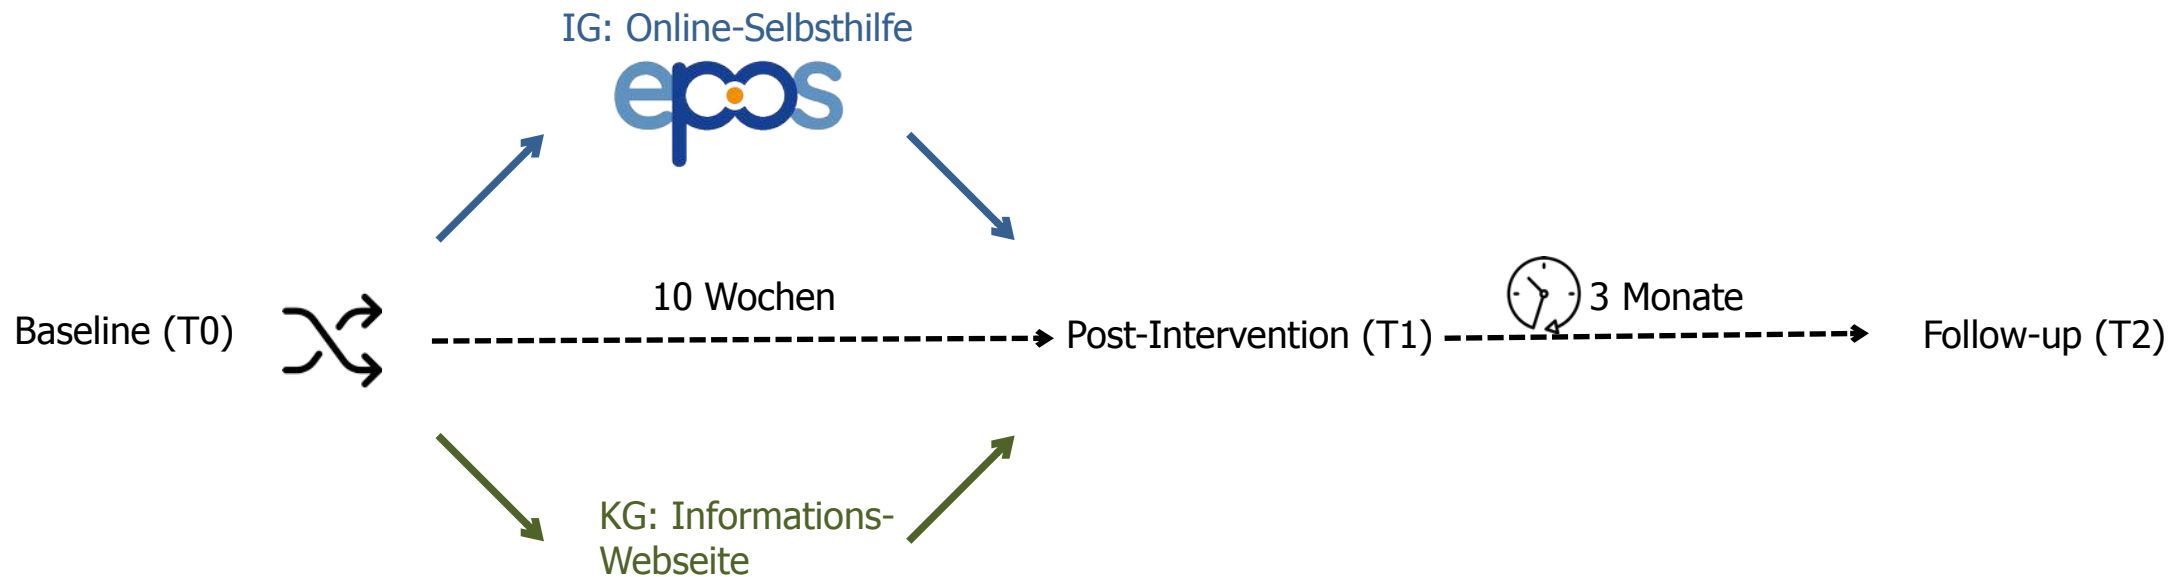 IG: Online-Selbsthilfe
epos
10 Wochen
3 Monate
Baseline (T0)
Post-Intervention (T1)
Follow-up (T2)
KG: Informations-
Webseite